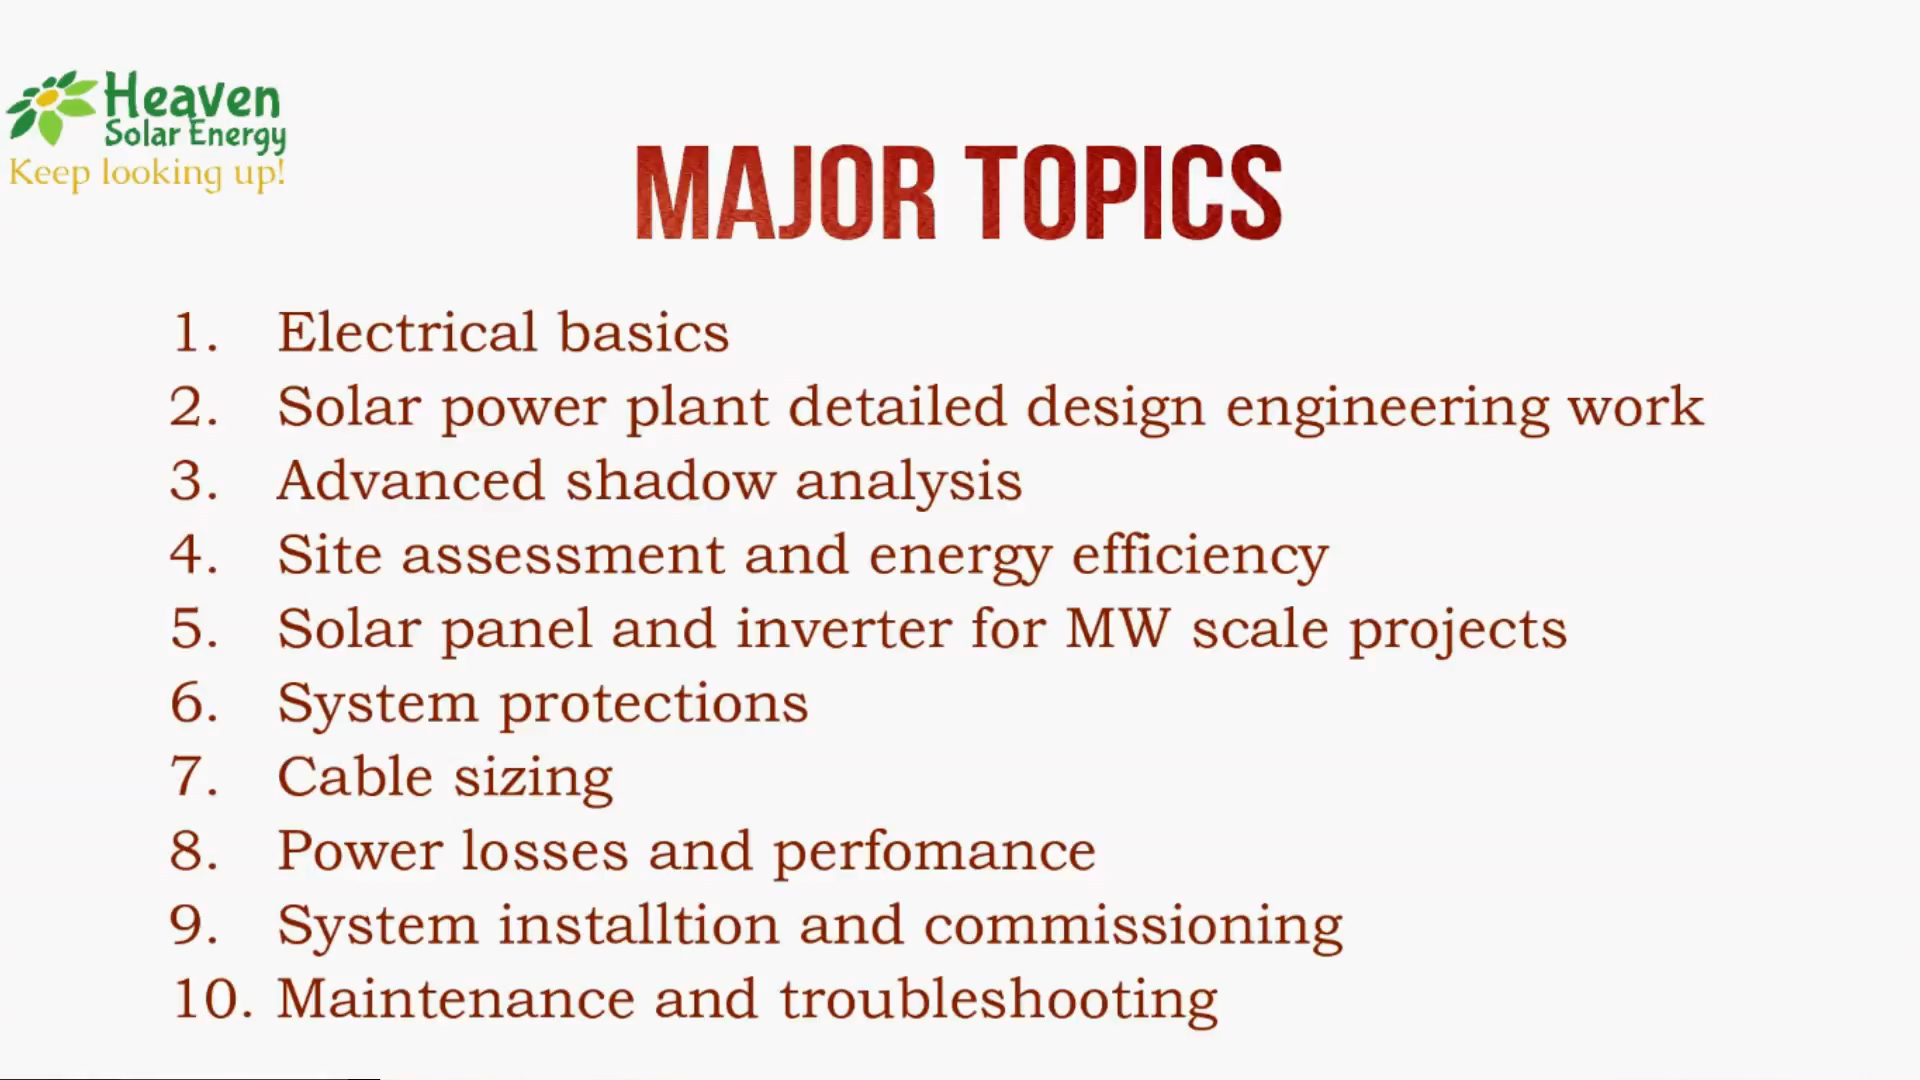 Heaven
Solar Energy
Keep looking up!
MAJOR TOPICS
1. Electrical basics
2. Solar power plant detailed design engineering work
3. Advanced shadow analysis
4. Site assessment and energy efficiency
5. Solar panel and inverter for MW scale projects
6. System protections
7. Cable sizing
8. Power losses and perfomance
9. System installtion and commissioning
10. Maintenance and troubleshooting